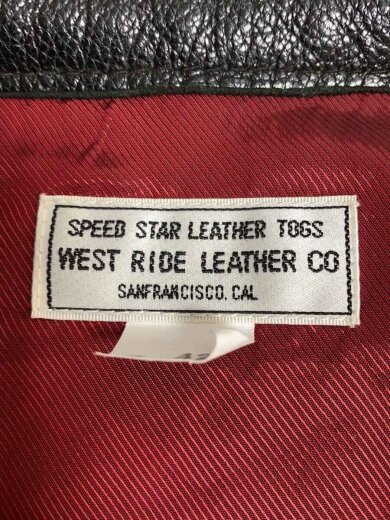 SPEED STAR LEATHER TOGS
WEST RIDE LEATHER CO
SANFRANCISCO. CAL